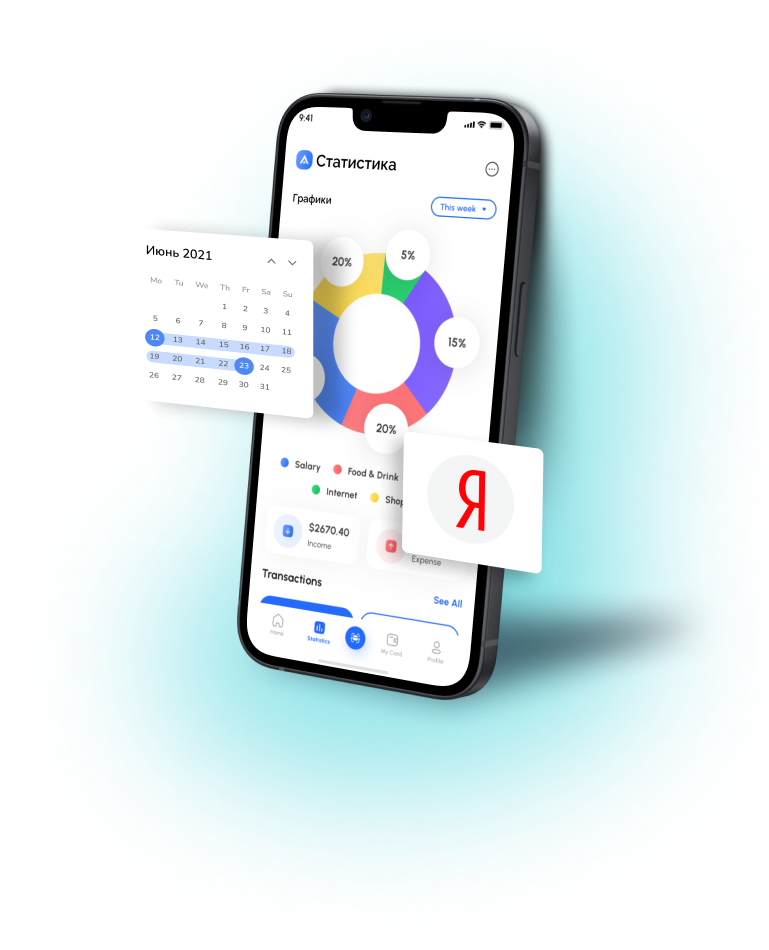 9:41
Статистика
Графики
This week
Июнь 2021
Mo Tu We Th Fr Sa Su
1 2 3 4
5 6 7 8 9 10 11
12 13 14 15 16 17 18
19 20 21 22 23 24 25
26 27 28 29 30 31
20%
5%
15%
20%
Salary
Food & Drink
Internet
Я
$2670.40
Income
Expense
Transactions
See All
Home
Statistics
My Card
Profile